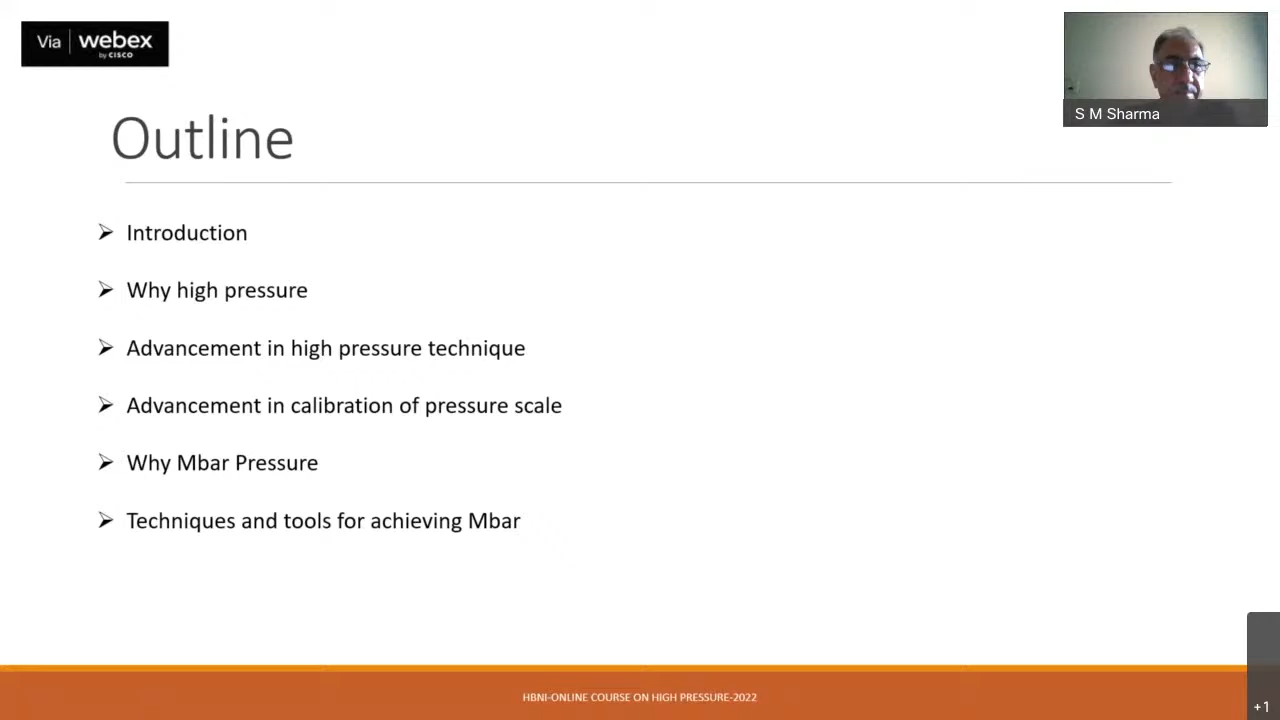 Via | webex
by CISCO
S M Sharma
Outline
Introduction
Why high pressure
Advancement in high pressure technique
Advancement in calibration of pressure scale
Why Mbar Pressure
Techniques and tools for achieving Mbar
HBNI-ONLINE COURSE ON HIGH PRESSURE-2022
+1